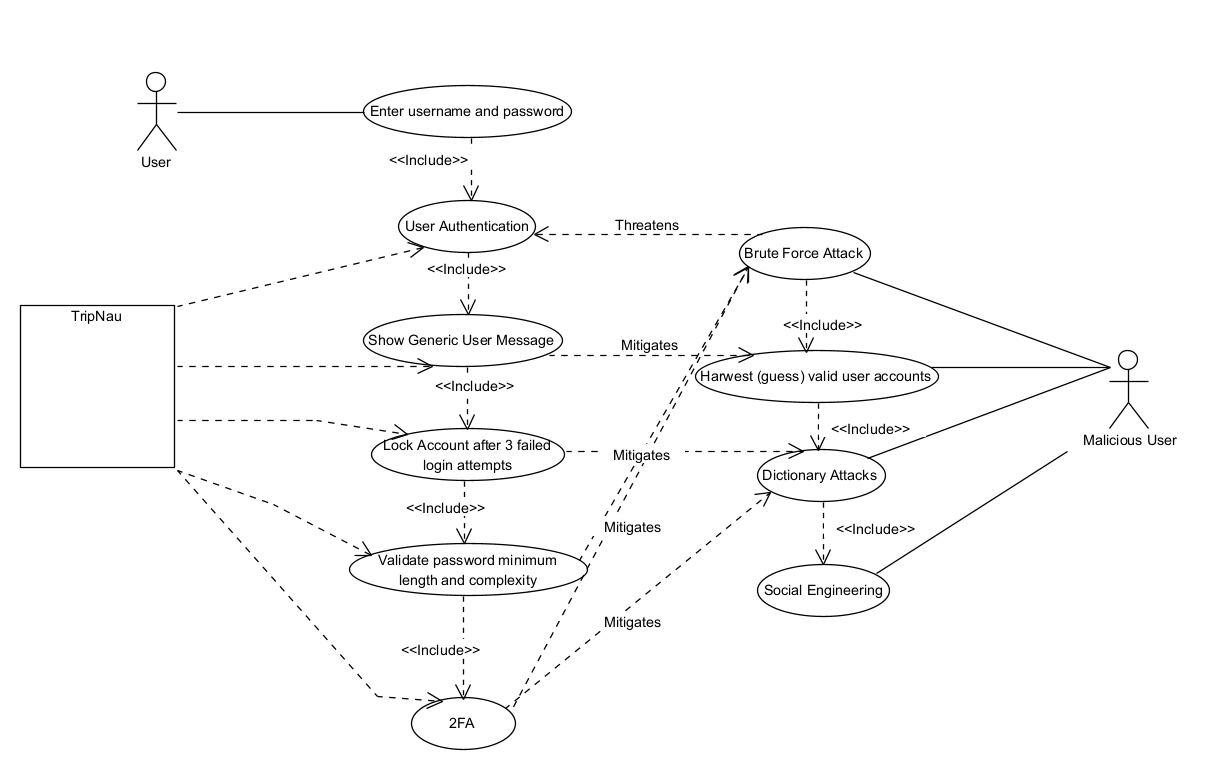 Enter username and password
User
<<Include>>
User Authentication
Threatens
Brute Force Attack
<<Include>>
TripNau
<<Include>>
Show Generic User Message
Mitigates
Harwest (guess) valid user accounts
<<Include>>
<<Include>>
Malicious User
Lock Account after 3 failed
login attempts
Mitigates
Dictionary Attacks
<<Include>>
Mitigates
<<Include>>
Validate password minimum
length and complexity
Social Engineering
Mitigates
<<Include>>
2FA